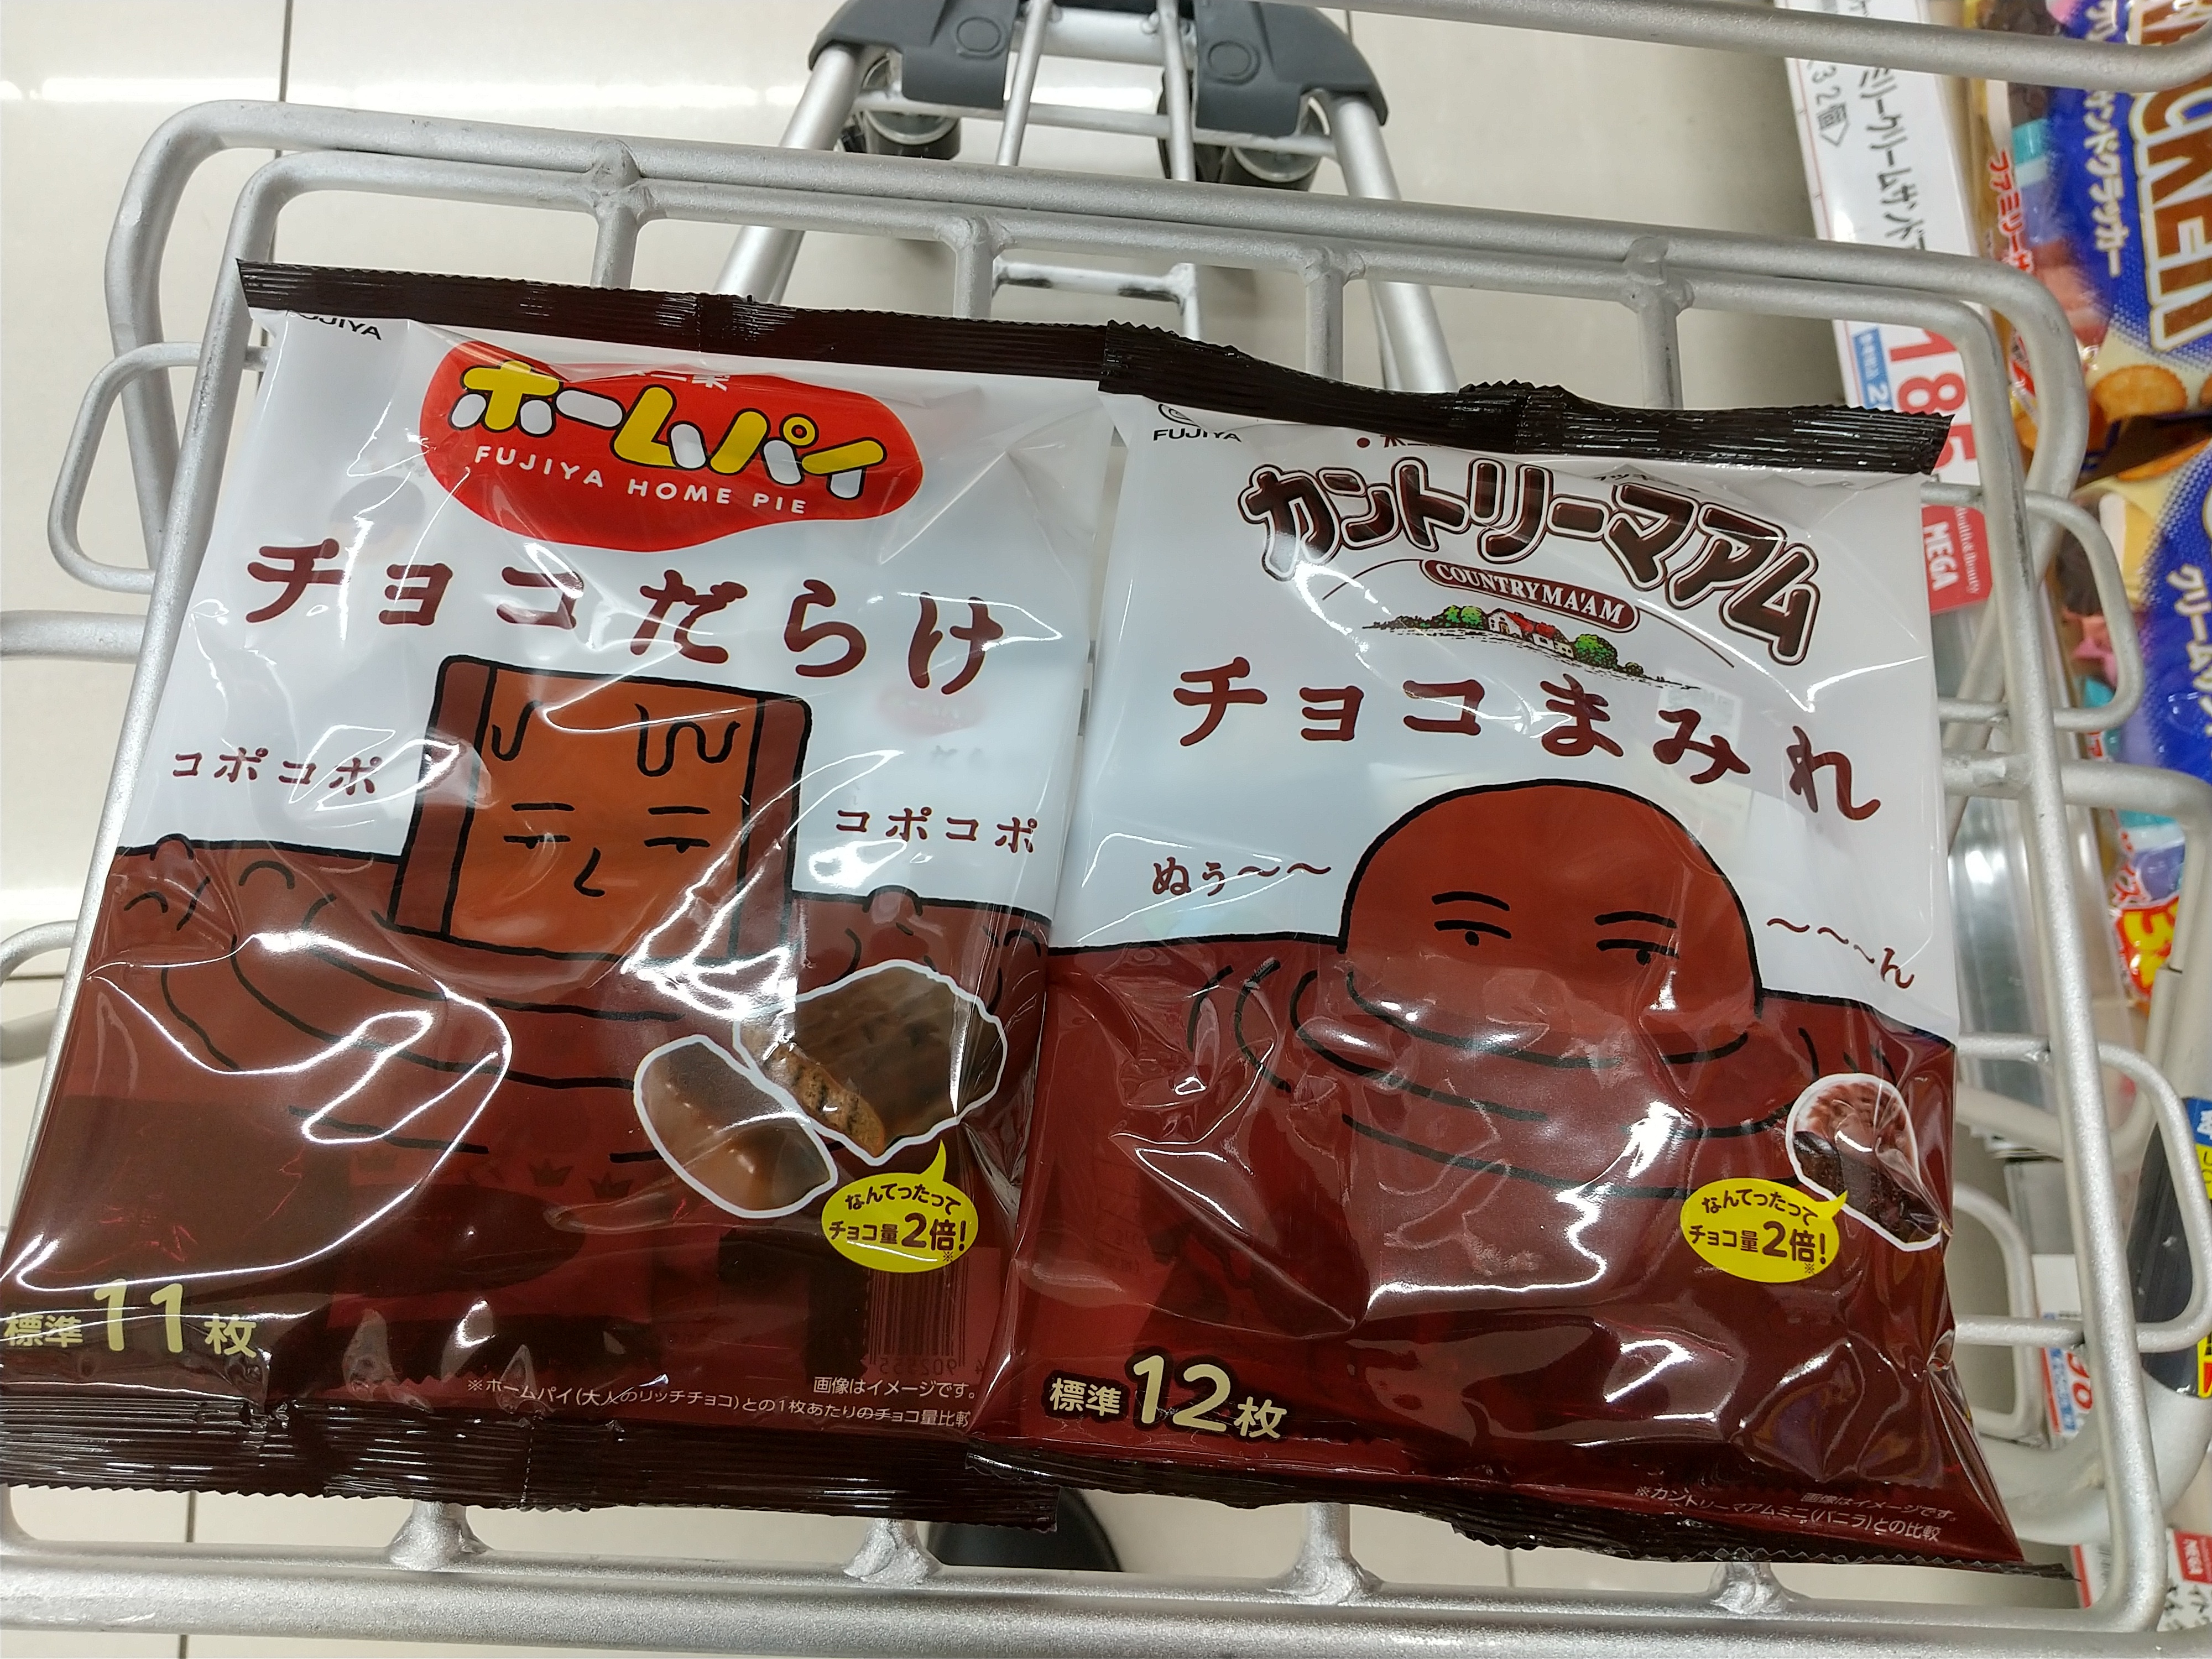 FUJIYA
ホームパイ
FUJIYA HOME PIE
チョコだらけ
コポコポ
コポコポ
なんてったって
チョコ量2倍!
※
標準11枚
画像はイメージです。
※ホームパイ(大人のリッチチョコ)との1枚あたりのチョコ量比較
FUJIYA
カントリーマアム
COUNTRY MA'AM
チョコまみれ
ぬぅ〜〜
〜〜〜ん
なんてったって
チョコ量2倍!
※
標準12枚
画像はイメージです。
※カントリーマアムミニ(バニラ)との比較
185
MEGA